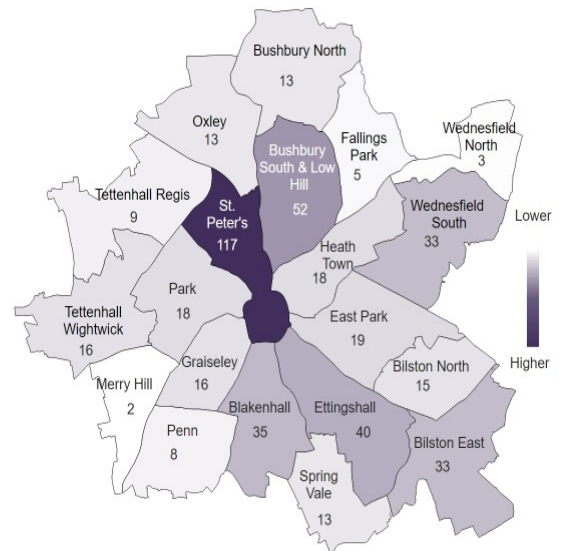 Bushbury North
13
Oxley
13
Bushbury
South & Low
Hill
52
Fallings
Park
5
Wednesfield
North
3
Tettenhall Regis
9
St.
Peter's
117
Wednesfield
South
33
Lower
Heath
Town
18
Park
18
Tettenhall
Wightwick
16
East Park
19
Higher
Graiseley
16
Bilston North
15
Merry Hill
2
Blakenhall
35
Ettingshall
40
Penn
8
Bilston East
33
Spring
Vale
13